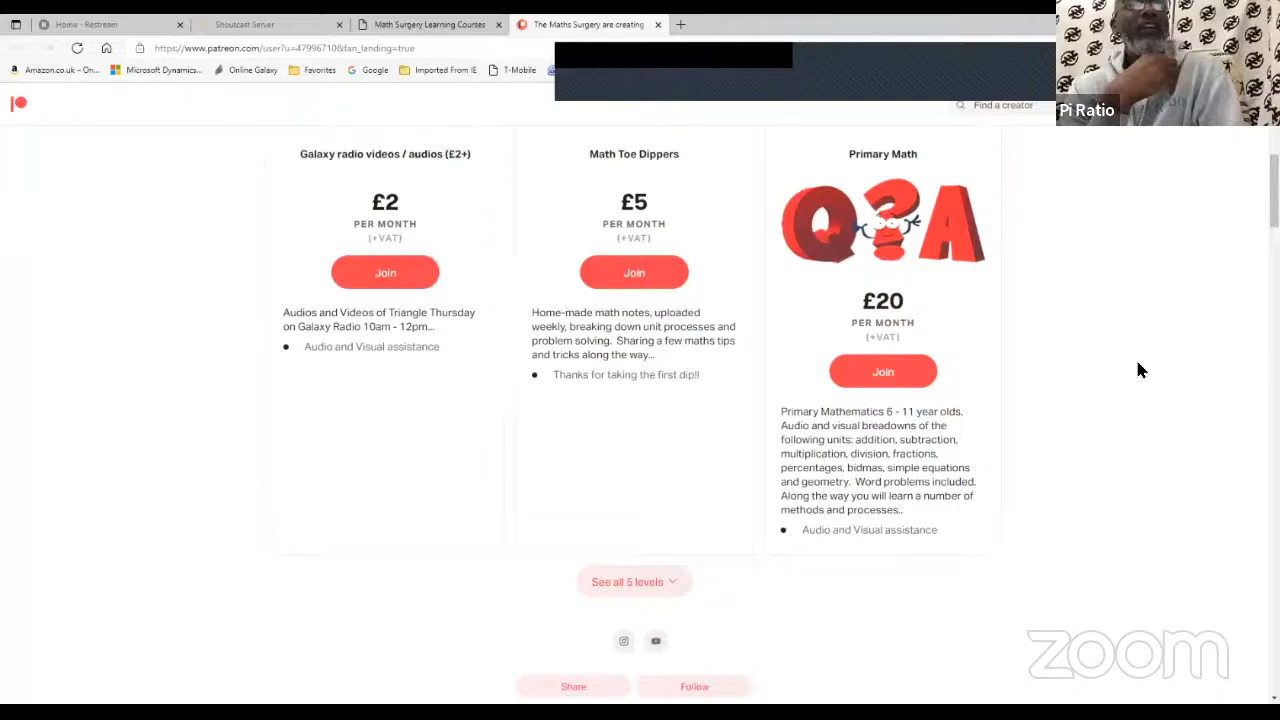 Home - Restream
Shoutcast Server
Math Surgery Learning Courses
The Maths Surgery are creating
https://www.patreon.com/user?u=47996710&fan_landing=true
Amazon.co.uk – On...
Microsoft Dynamics...
Online Galaxy
Favorites
Google
Imported From IE
T-Mobile
Find a creator
Pi Ratio
Galaxy radio videos / audios (£2+)
£2
PER MONTH
(+VAT)
Join
Audios and Videos of Triangle Thursday
on Galaxy Radio 10am - 12pm...
Audio and Visual assistance
Math Toe Dippers
£5
PER MONTH
(+VAT)
Join
Home-made math notes, uploaded
weekly, breaking down unit processes and
problem solving. Sharing a few maths tips
and tricks along the way...
Thanks for taking the first dip!!
Primary Math
Q?A
£20
PER MONTH
(+VAT)
Join
Primary Mathematics 6 - 11 year olds.
Audio and visual breadowns of the
following units: addition, subtraction,
multiplication, division, fractions,
percentages, bidmas, simple equations
and geometry. Word problems included.
Along the way you will learn a number of
methods and processes..
Audio and Visual assistance
See all 5 levels
Share
Follow
zoom